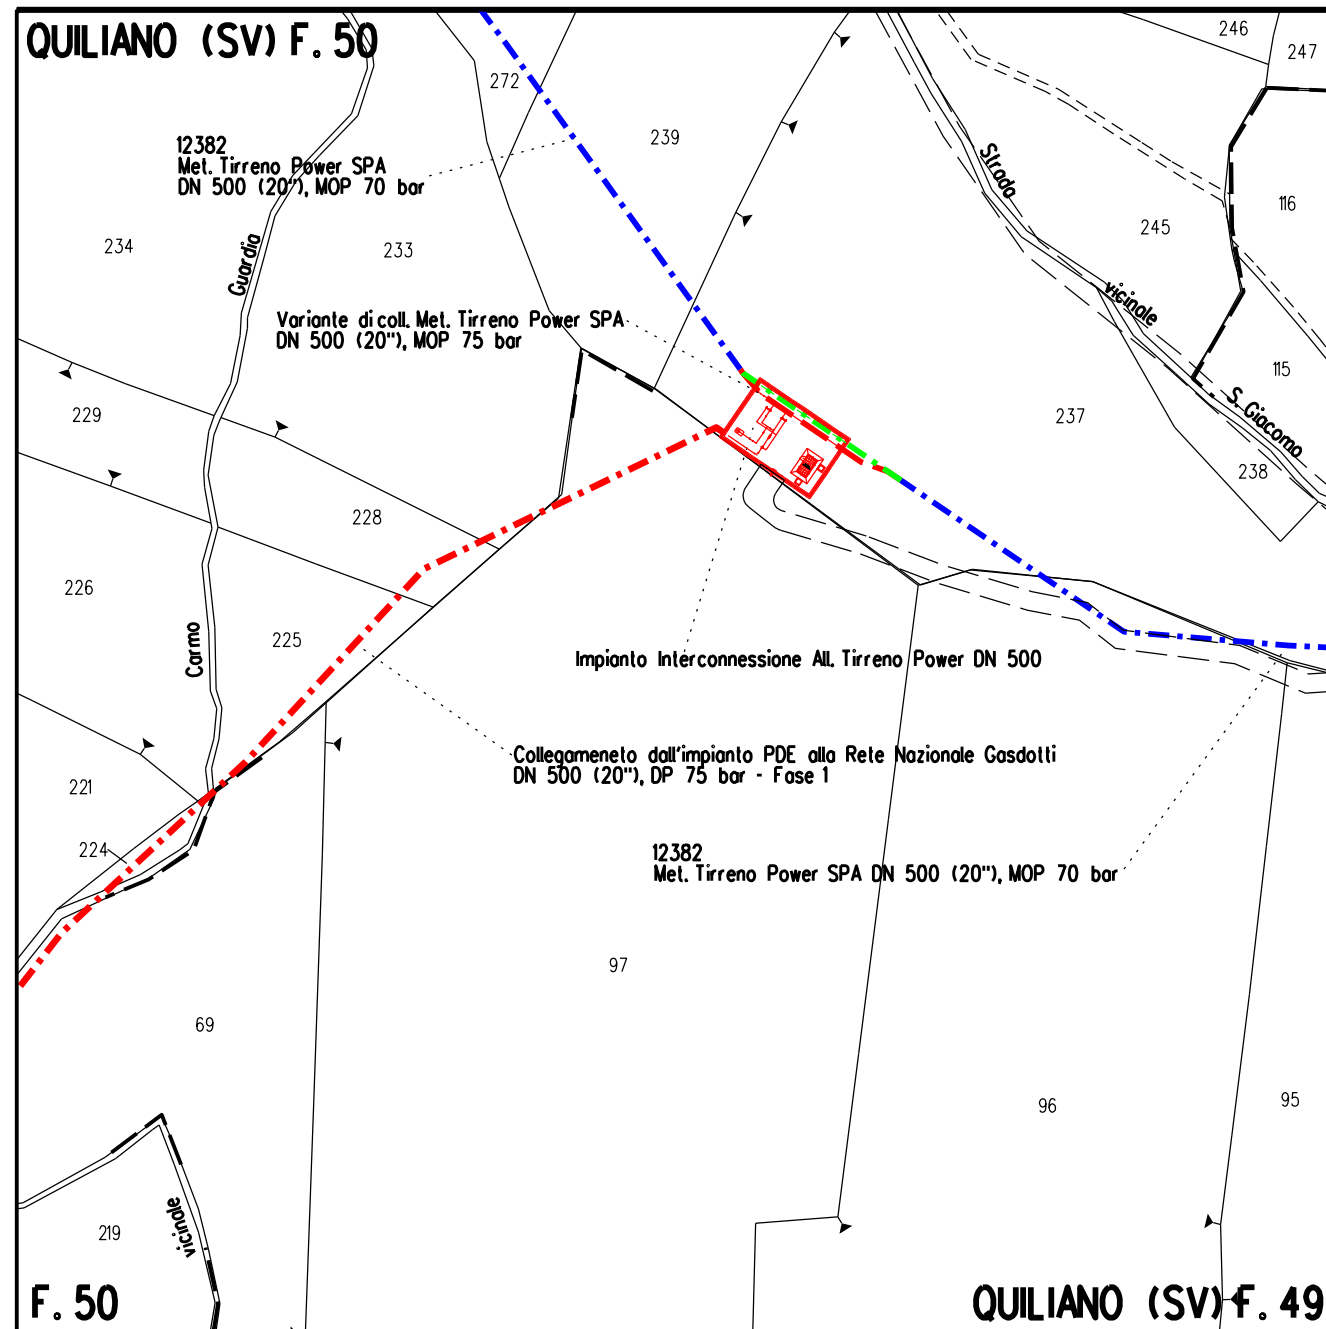 QUILIANO (SV) F. 50
246
247
272
239
12382
Met. Tirreno Power SPA
DN 500 (20"), MOP 70 bar
Strada
116
245
234
233
Guardia
vicinale
Variante di coll. Met. Tirreno Power SPA
DN 500 (20"), MOP 75 bar
115
229
237
S. Giacomo
238
228
226
225
Carmo
Impianto Interconnessione All. Tirreno Power DN 500
Collegameneto dall'impianto PDE alla Rete Nazionale Gasdotti
DN 500 (20"), DP 75 bar - Fase 1
221
224
12382
Met. Tirreno Power SPA DN 500 (20"), MOP 70 bar
97
69
96
95
219
vicinale
F. 50
QUILIANO (SV) F. 49